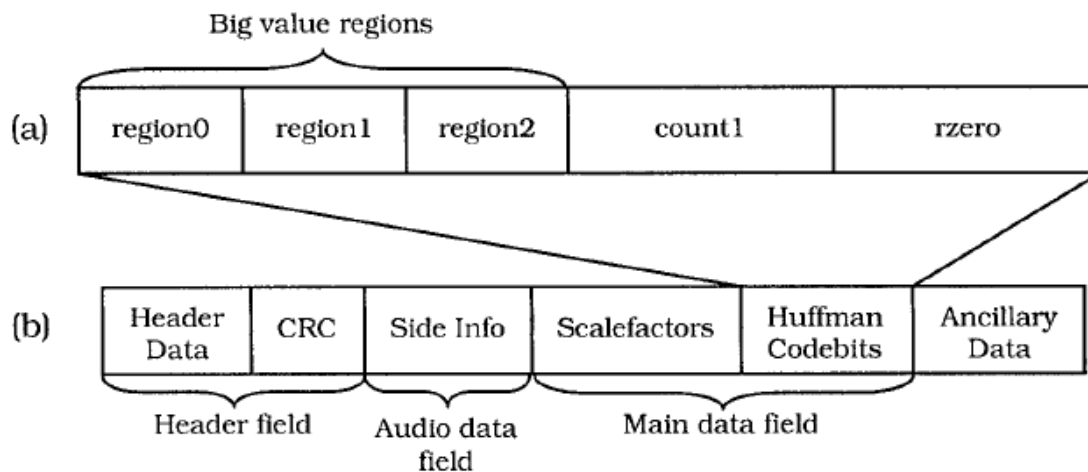 Big value regions
(a) region0 region1 region2 count1 rzero
(b) Header Data CRC Side Info Scalefactors Huffman Codebits Ancillary Data
Header field Audio data field Main data field